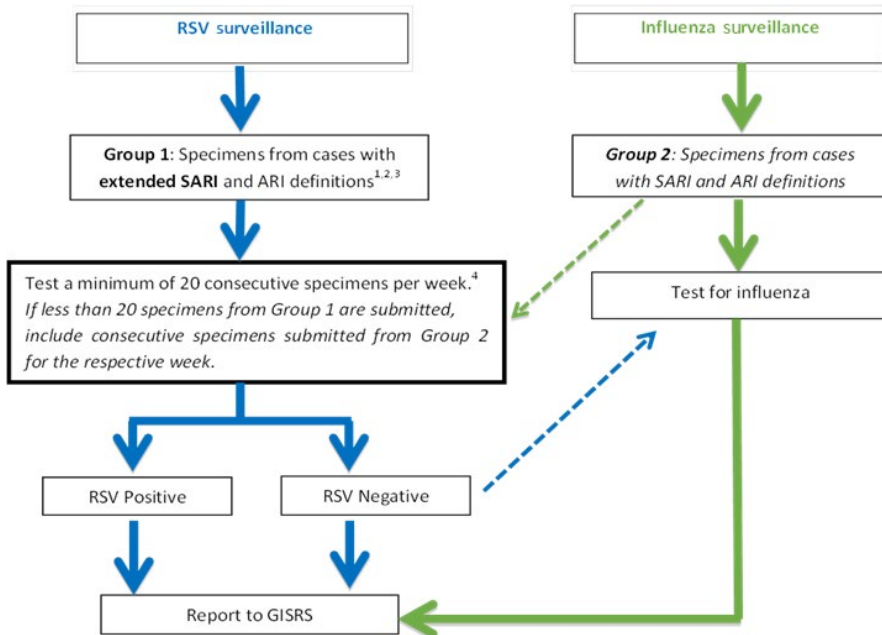 RSV surveillance
Influenza surveillance
Group 1: Specimens from cases with
extended SARI and ARI definitions1,2,3
Group 2: Specimens from cases
with SARI and ARI definitions
Test a minimum of 20 consecutive specimens per week.4
If less than 20 specimens from Group 1 are submitted,
include consecutive specimens submitted from Group 2
for the respective week.
Test for influenza
RSV Positive
RSV Negative
Report to GISRS